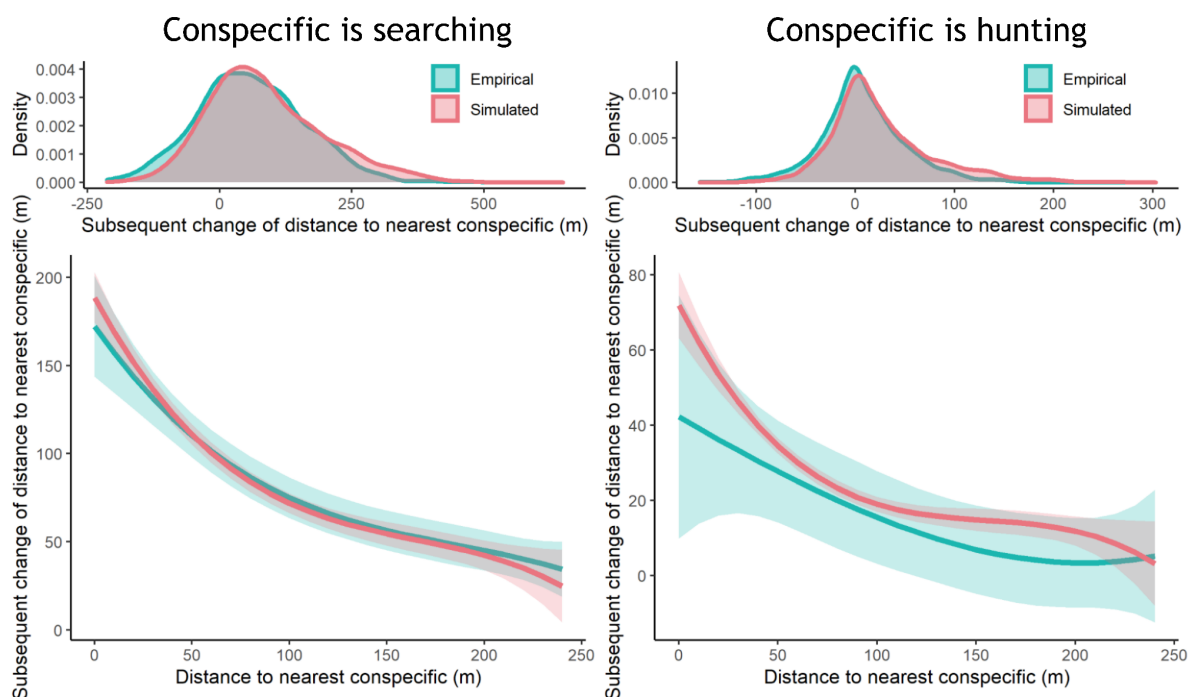 Conspecific is searching
Conspecific is hunting
Density
0.004
0.003
0.002
0.001
0.000
Empirical
Simulated
-250
0
250
500
Subsequent change of distance to nearest conspecific (m)
Density
0.010
0.005
0.000
Empirical
Simulated
-100
0
100
200
300
Subsequent change of distance to nearest conspecific (m)
Subsequent change of distance to nearest conspecific (m)
200
150
100
50
0
0
50
100
150
200
250
Distance to nearest conspecific (m)
Subsequent change of distance to nearest conspecific (m)
80
60
40
20
0
0
50
100
150
200
250
Distance to nearest conspecific (m)